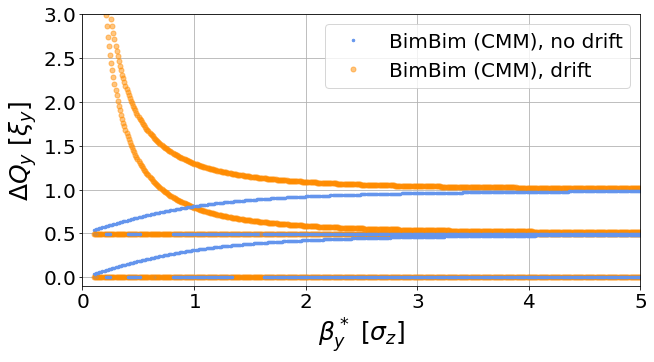 3.0
2.5
2.0
1.5
1.0
0.5
0.0
ΔQ_y [ξ_y]
BimBim (CMM), no drift
BimBim (CMM), drift
0 1 2 3 4 5
β_y^* [σ_z]